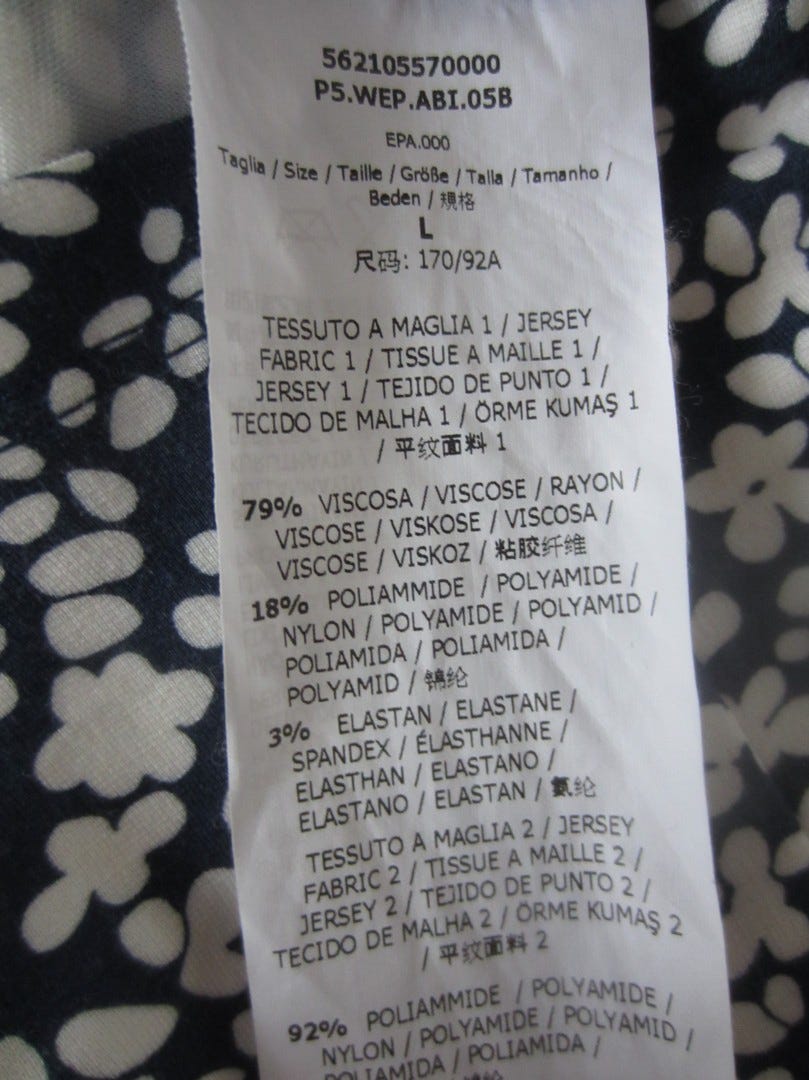 562105570000
P5.WEP.ABI.05B
EPA.000
Taglia / Size / Taille / Größe / Talla / Tamanho /
Beden / 规格
L
尺码: 170/92A
TESSUTO A MAGLIA 1 / JERSEY
FABRIC 1 / TISSUE A MAILLE 1 /
JERSEY 1 / TEJIDO DE PUNTO 1 /
TECIDO DE MALHA 1 / ÖRME KUMAŞ 1
/ 平纹面料 1
79% VISCOSA / VISCOSE / RAYON /
VISCOSE / VISKOSE / VISCOSA /
VISCOSE / VISKOZ / 粘胶纤维
18% POLIAMMIDE / POLYAMIDE /
NYLON / POLYAMIDE / POLYAMID /
POLIAMIDA / POLIAMIDA /
POLYAMID / 锦纶
3% ELASTAN / ELASTANE /
SPANDEX / ÉLASTHANNE /
ELASTHAN / ELASTANO /
ELASTANO / ELASTAN / 氨纶
TESSUTO A MAGLIA 2 / JERSEY
FABRIC 2 / TISSUE A MAILLE 2 /
JERSEY 2 / TEJIDO DE PUNTO 2 /
TECIDO DE MALHA 2 / ÖRME KUMAŞ 2
/ 平纹面料 2
92% POLIAMMIDE / POLYAMIDE /
NYLON / POLYAMIDE / POLYAMID /
POLIAMIDA / POLIAMIDA /